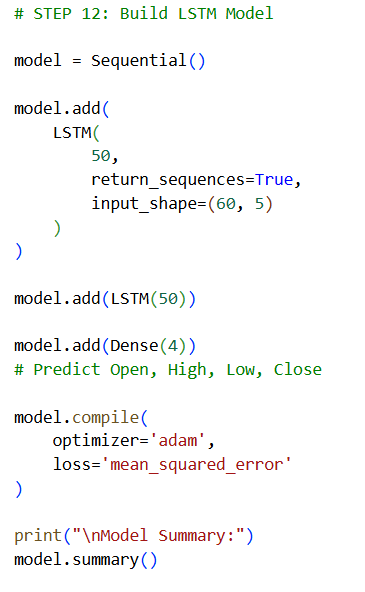 # STEP 12: Build LSTM Model
model = Sequential()
model.add(
    LSTM(
        50,
        return_sequences=True,
        input_shape=(60, 5)
    )
)
model.add(LSTM(50))
model.add(Dense(4))
# Predict Open, High, Low, Close
model.compile(
    optimizer='adam',
    loss='mean_squared_error'
)
print("\nModel Summary:")
model.summary()